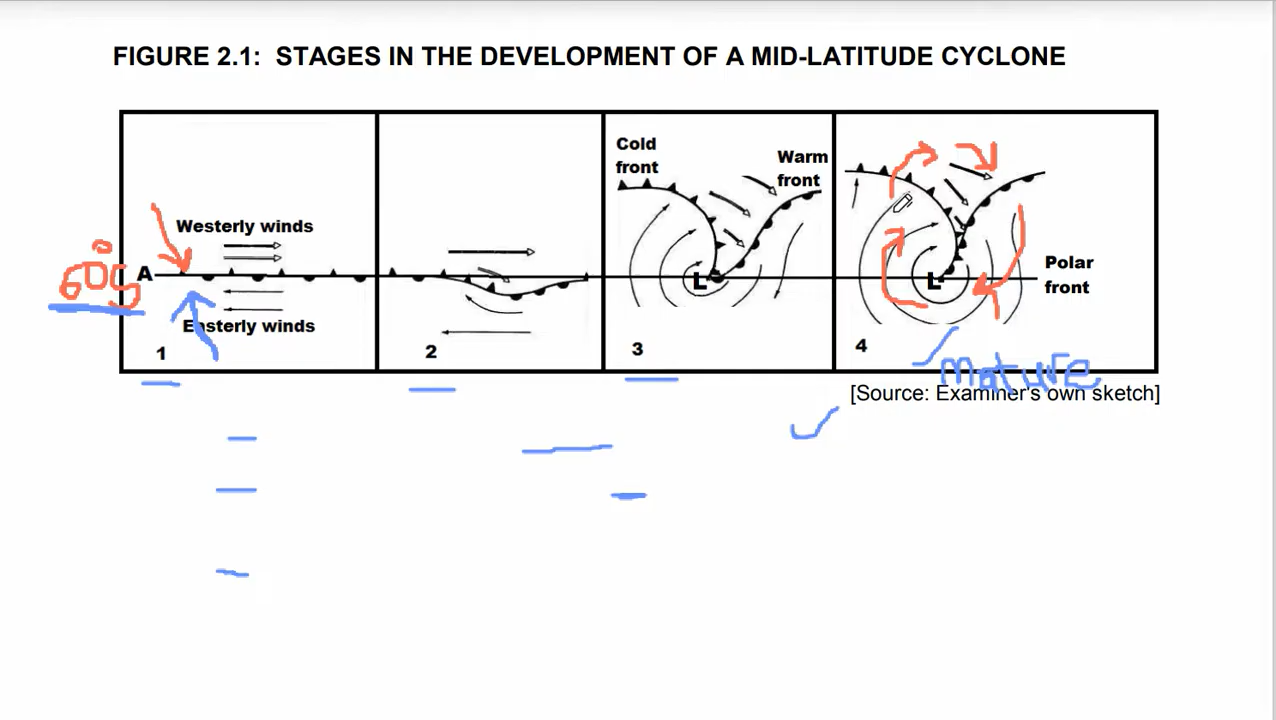 FIGURE 2.1: STAGES IN THE DEVELOPMENT OF A MID-LATITUDE CYCLONE
Cold
front
Warm
front
Westerly winds
60°S
A
L
L
Polar
front
Easterly winds
1
2
3
4
mature
[Source: Examiner's own sketch]